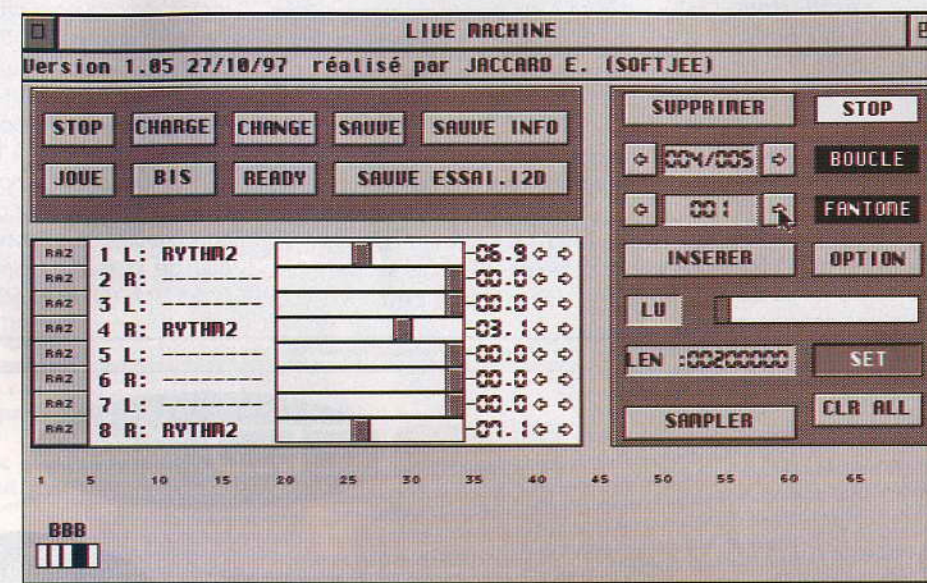 LIVE MACHINE
Version 1.05 27/10/97 réalisé par JACCARD E. (SOFTJEE)
STOP CHARGE CHANGE SAUVE SAUVE INFO
JOUE BIS READY SAUVE ESSAI.I2D
SUPPRIMER STOP
004/005 BOUCLE
001 FANTOME
INSERER OPTION
LU
LEN :00200000 SET
SAMPLER CLR ALL
RAZ 1 L: RYTHM2 -06.9
RAZ 2 R: -------- -00.0
RAZ 3 L: -------- -00.0
RAZ 4 R: RYTHM2 -03.1
RAZ 5 L: -------- -00.0
RAZ 6 R: -------- -00.0
RAZ 7 L: -------- -00.0
RAZ 8 R: RYTHM2 -07.1
1 5 10 15 20 25 30 35 40 45 50 55 60 65
BBB